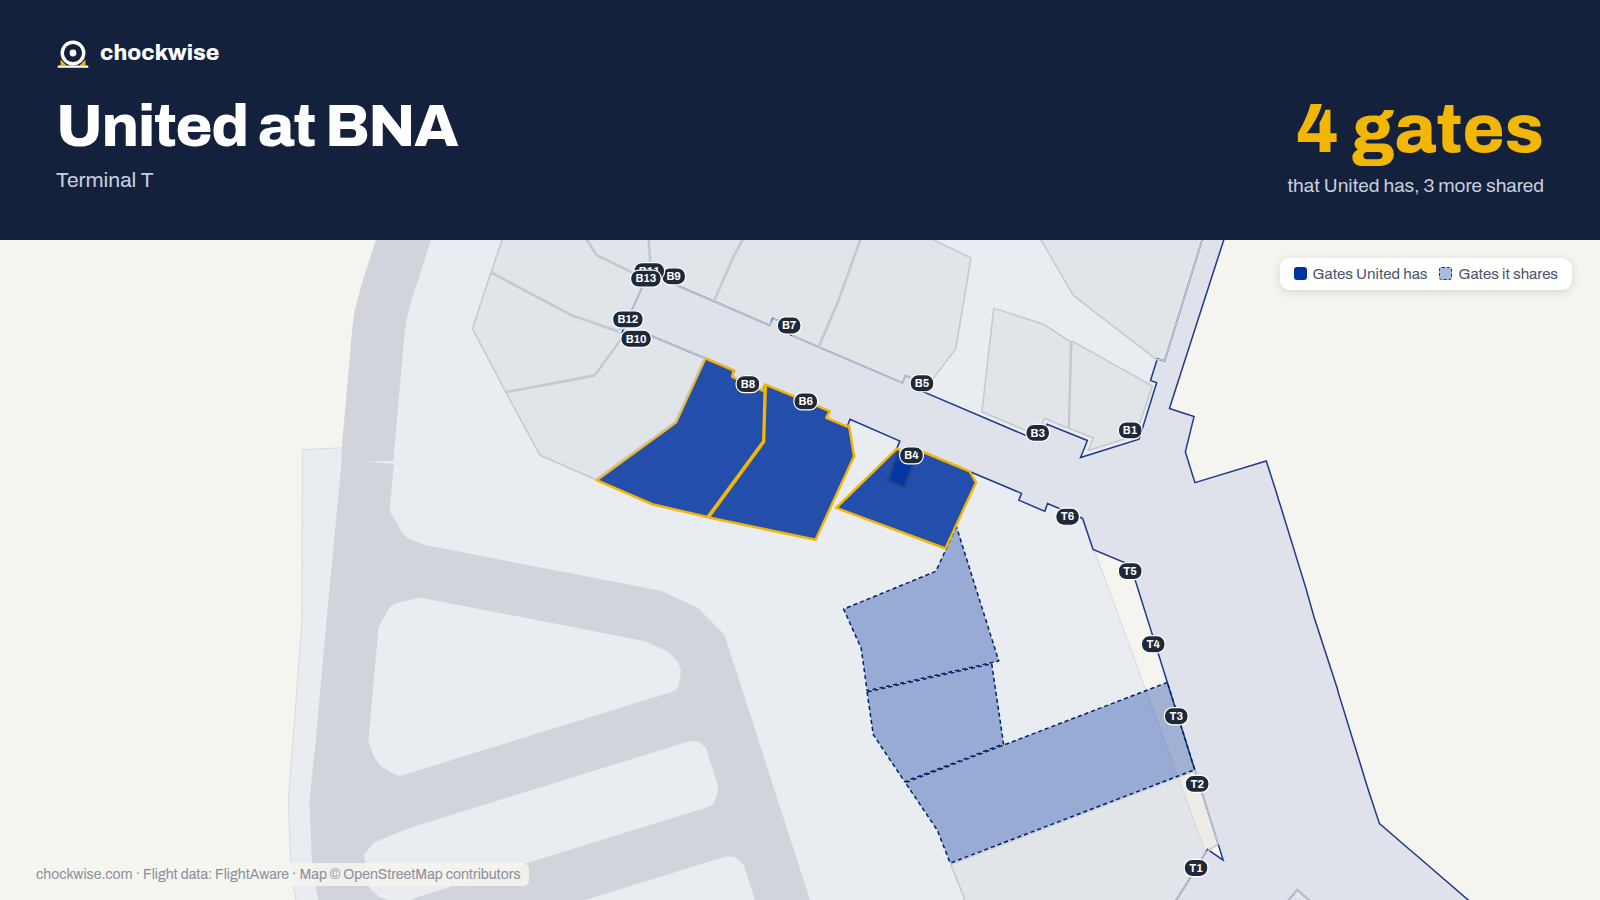 chockwise
United at BNA
Terminal T
4 gates
that United has, 3 more shared
Gates United has
Gates it shares
B13
B9
B12
B10
B7
B8
B6
B5
B4
B3
B1
T6
T5
T4
T3
T2
T1
chockwise.com · Flight data: FlightAware · Map © OpenStreetMap contributors